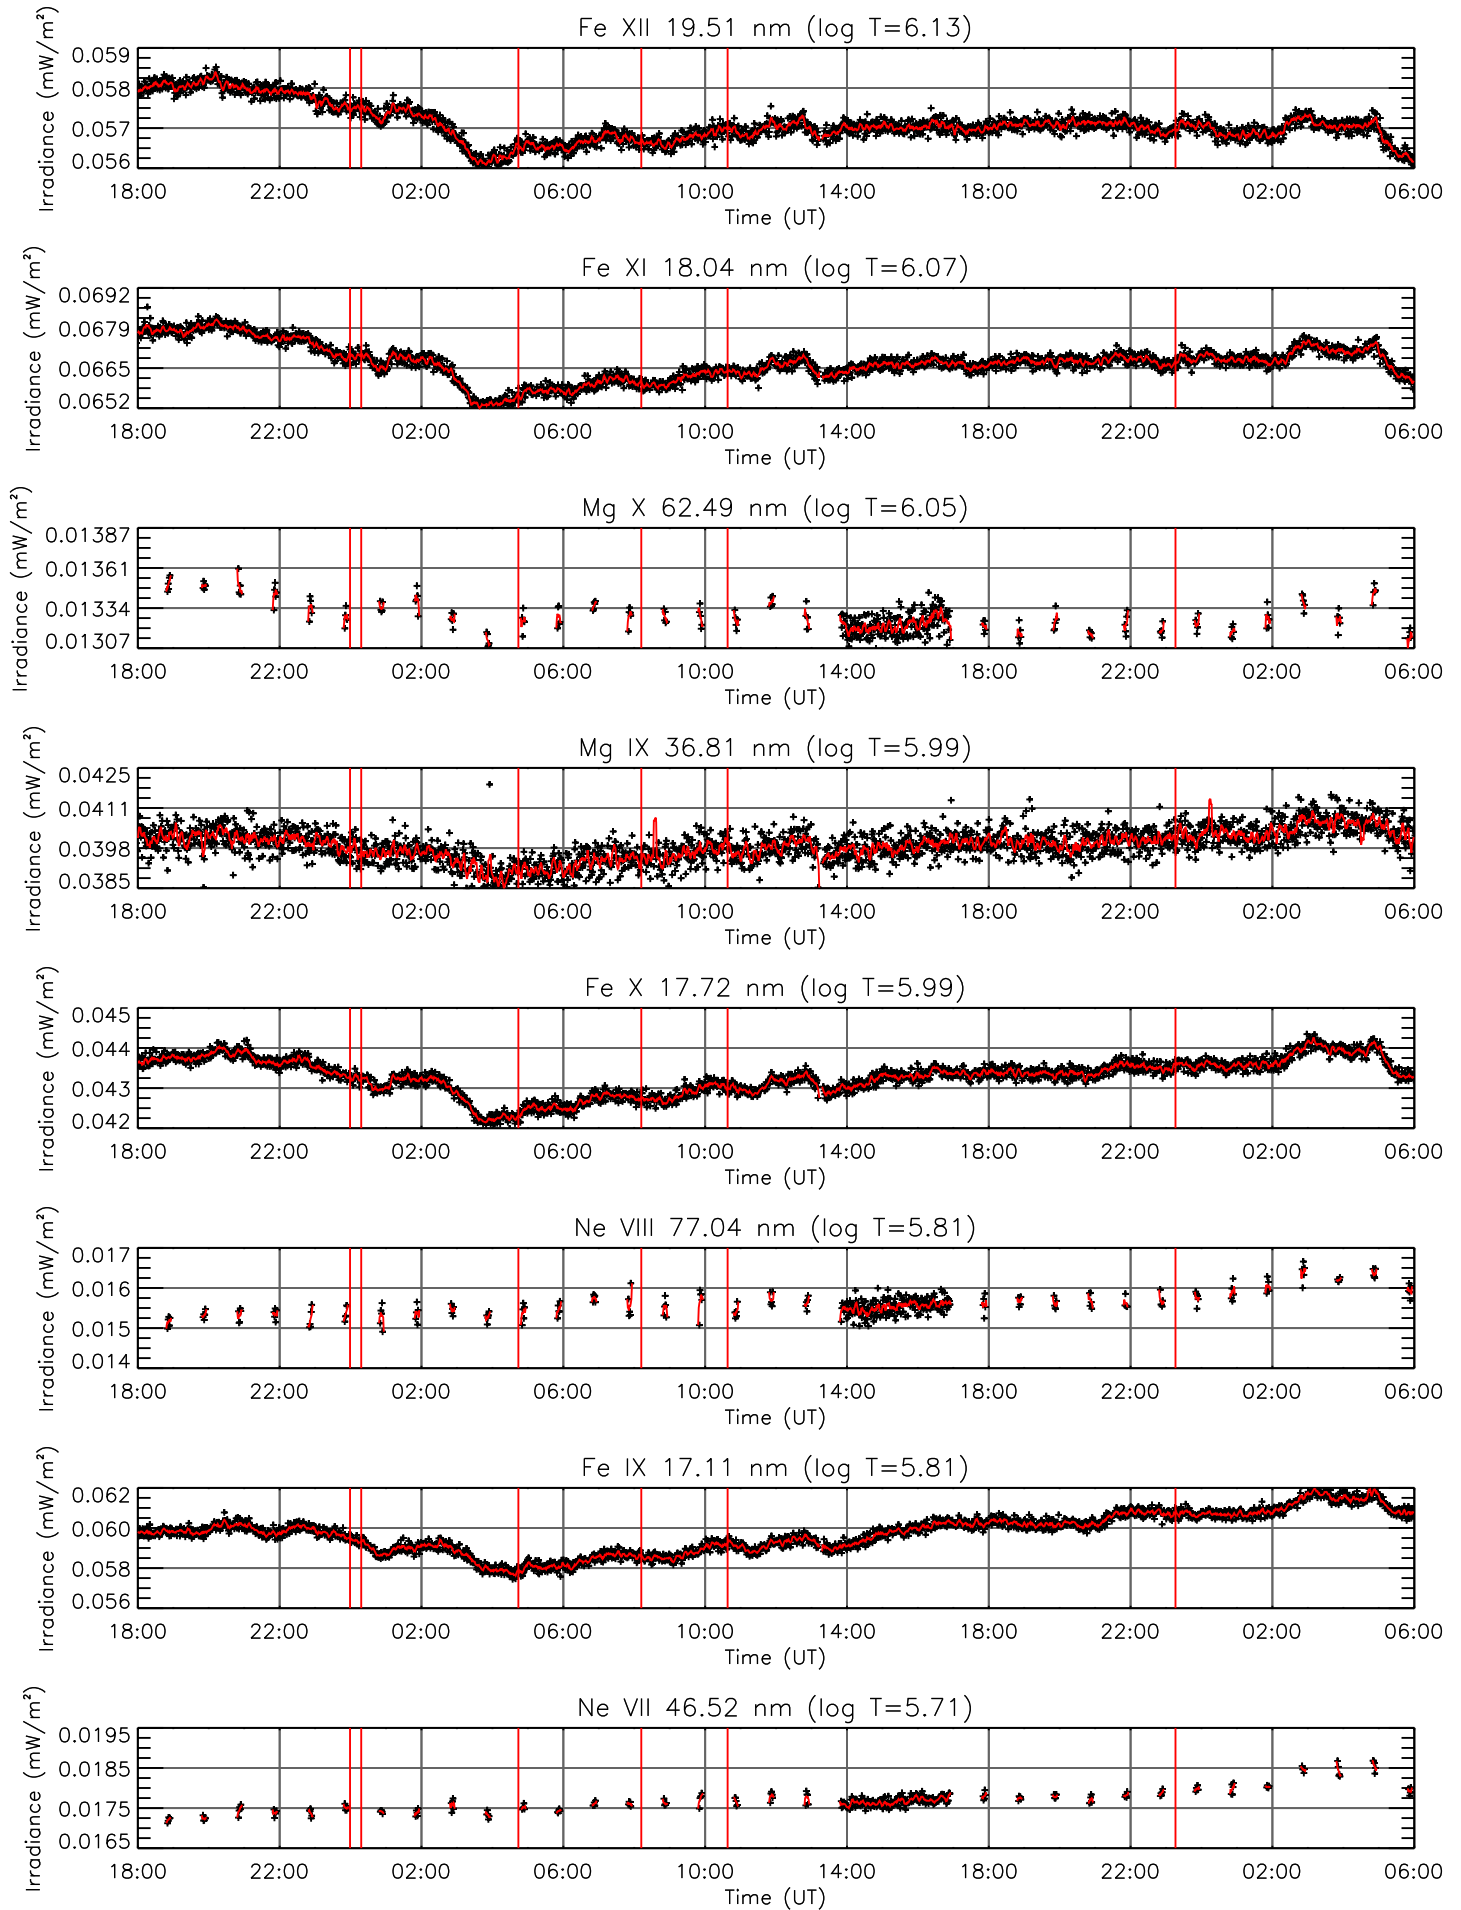 Fe XII 19.51 nm (log T=6.13)
Irradiance (mW/m²)
0.059
0.058
0.057
0.056
18:00 22:00 02:00 06:00 10:00 14:00 18:00 22:00 02:00 06:00
Time (UT)
Fe XI 18.04 nm (log T=6.07)
Irradiance (mW/m²)
0.0692
0.0679
0.0665
0.0652
18:00 22:00 02:00 06:00 10:00 14:00 18:00 22:00 02:00 06:00
Time (UT)
Mg X 62.49 nm (log T=6.05)
Irradiance (mW/m²)
0.01387
0.01361
0.01334
0.01307
18:00 22:00 02:00 06:00 10:00 14:00 18:00 22:00 02:00 06:00
Time (UT)
Mg IX 36.81 nm (log T=5.99)
Irradiance (mW/m²)
0.0425
0.0411
0.0398
0.0385
18:00 22:00 02:00 06:00 10:00 14:00 18:00 22:00 02:00 06:00
Time (UT)
Fe X 17.72 nm (log T=5.99)
Irradiance (mW/m²)
0.045
0.044
0.043
0.042
18:00 22:00 02:00 06:00 10:00 14:00 18:00 22:00 02:00 06:00
Time (UT)
Ne VIII 77.04 nm (log T=5.81)
Irradiance (mW/m²)
0.017
0.016
0.015
0.014
18:00 22:00 02:00 06:00 10:00 14:00 18:00 22:00 02:00 06:00
Time (UT)
Fe IX 17.11 nm (log T=5.81)
Irradiance (mW/m²)
0.062
0.060
0.058
0.056
18:00 22:00 02:00 06:00 10:00 14:00 18:00 22:00 02:00 06:00
Time (UT)
Ne VII 46.52 nm (log T=5.71)
Irradiance (mW/m²)
0.0195
0.0185
0.0175
0.0165
18:00 22:00 02:00 06:00 10:00 14:00 18:00 22:00 02:00 06:00
Time (UT)